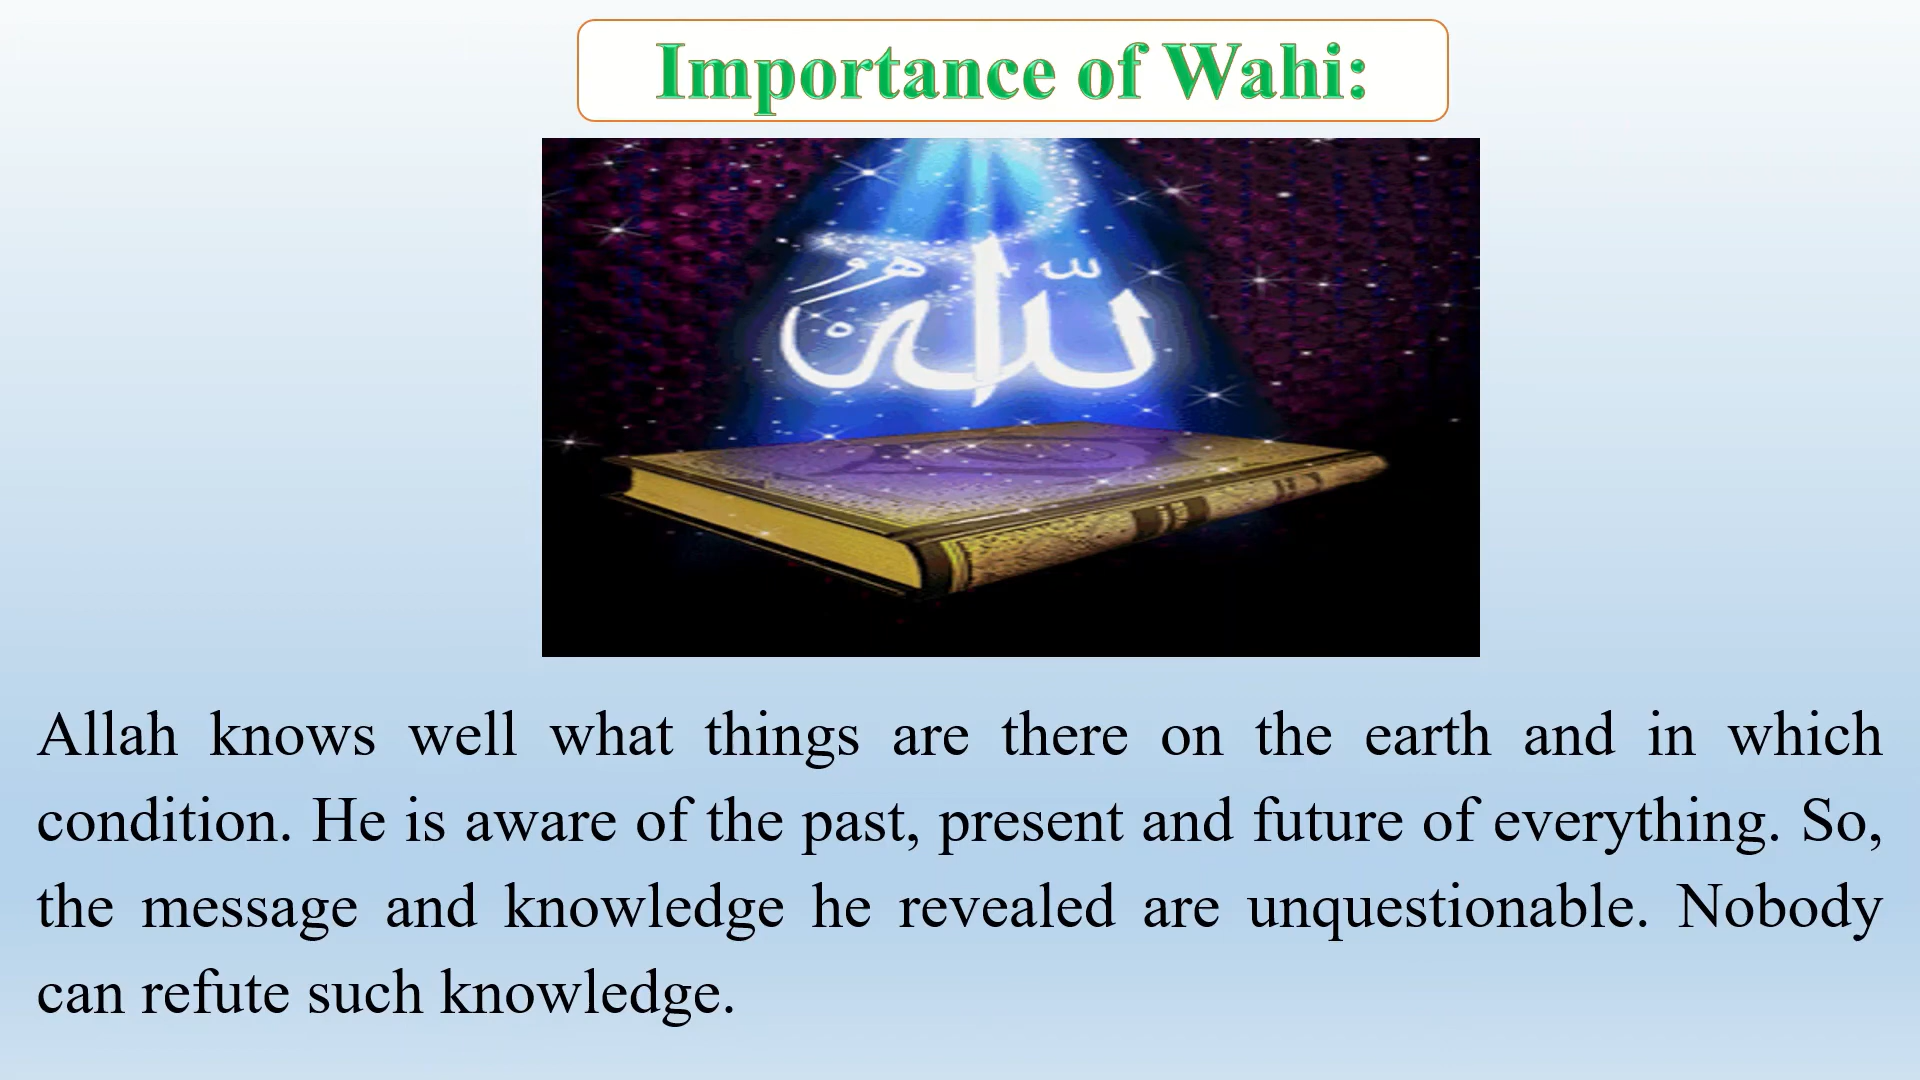 Importance of Wahi:
الله
Allah knows well what things are there on the earth and in which
condition. He is aware of the past, present and future of everything. So,
the message and knowledge he revealed are unquestionable. Nobody
can refute such knowledge.